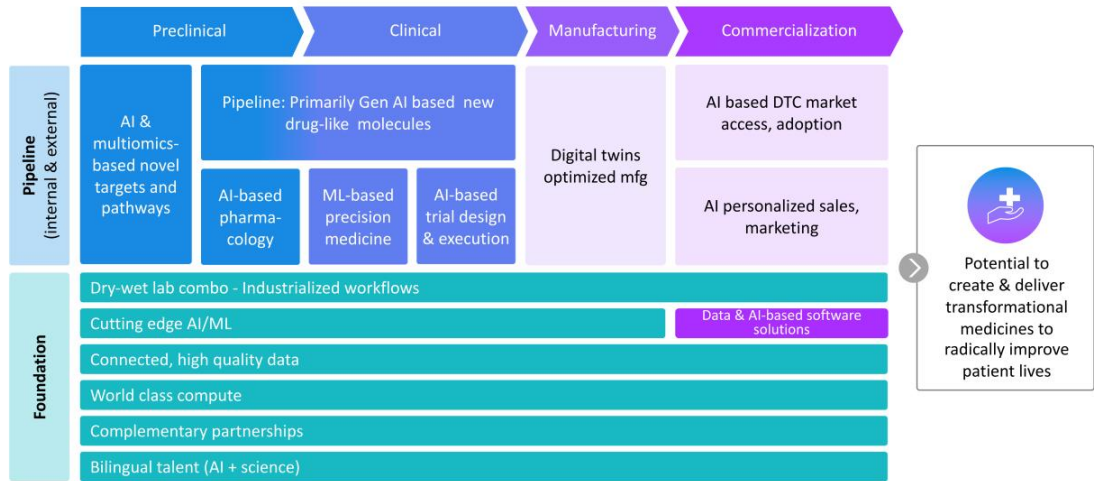 Preclinical
Clinical
Manufacturing
Commercialization
Pipeline
(internal & external)
AI &
multiomics-
based novel
targets and
pathways
Pipeline: Primarily Gen AI based new
drug-like molecules
AI-based
pharma-
cology
ML-based
precision
medicine
AI-based
trial design
& execution
Digital twins
optimized mfg
AI based DTC market
access, adoption
AI personalized sales,
marketing
Foundation
Dry-wet lab combo - Industrialized workflows
Cutting edge AI/ML
Data & AI-based software
solutions
Connected, high quality data
World class compute
Complementary partnerships
Bilingual talent (AI + science)
Potential to
create & deliver
transformational
medicines to
radically improve
patient lives